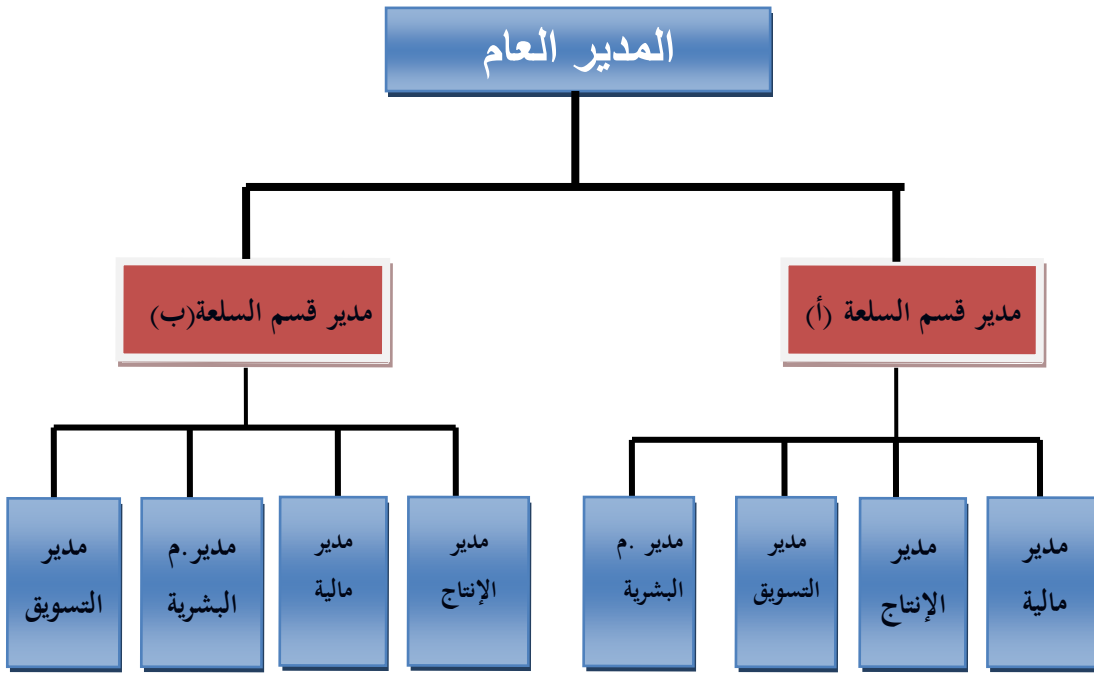 المدير العام
مدير قسم السلعة (أ)
مدير قسم السلعة(ب)
مدير
مالية
مدير
الإنتاج
مدير
التسويق
مدير .م
البشرية
مدير
الإنتاج
مدير
مالية
مدير.م
البشرية
مدير
التسويق